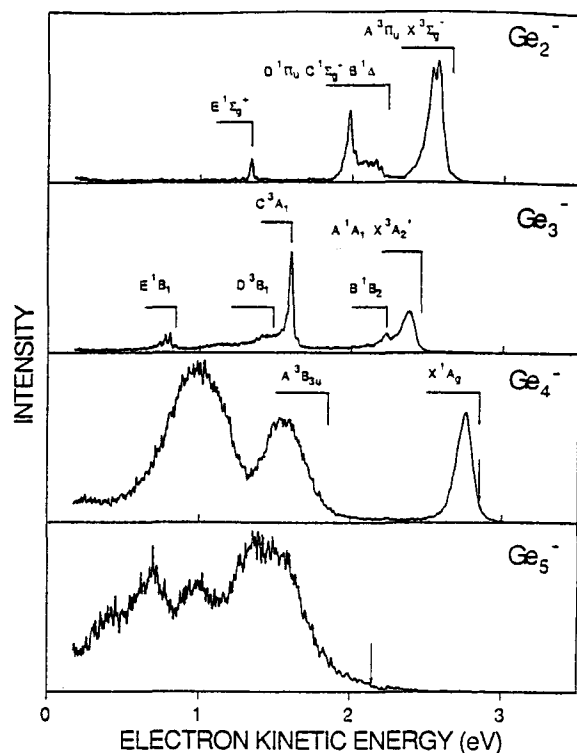 Ge₂⁻
A ³Πᵤ X ³Σg⁻
D ¹Πᵤ C ¹Σg⁻ B ¹Δ
E ¹Σg⁺
Ge₃⁻
C ³A₁
A ¹A₁ X ³A₂'
E ¹B₁
D ³B₁
B ¹B₂
Ge₄⁻
A ³B₃ᵤ
X ¹Ag
Ge₅⁻
INTENSITY
0 1 2 3
ELECTRON KINETIC ENERGY (eV)